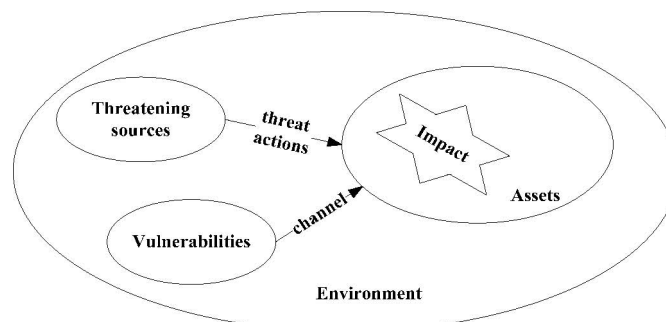 Threatening
sources
threat
actions
Impact
Assets
channel
Vulnerabilities
Environment